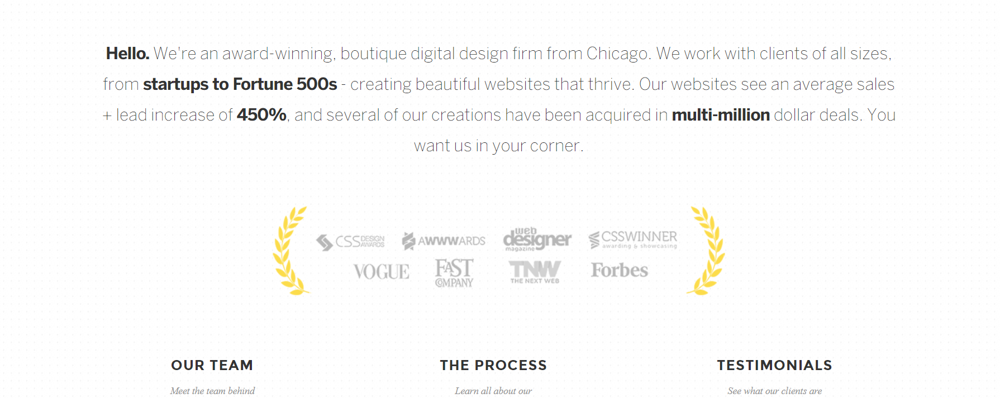 Hello. We're an award-winning, boutique digital design firm from Chicago. We work with clients of all sizes,
from startups to Fortune 500s - creating beautiful websites that thrive. Our websites see an average sales
+ lead increase of 450%, and several of our creations have been acquired in multi-million dollar deals. You
want us in your corner.
CSS DESIGN AWARDS
AWWWARDS
web designer magazine
CSSWINNER
awarding & showcasing
VOGUE
FAST COMPANY
TNW
THE NEXT WEB
Forbes
OUR TEAM
Meet the team behind
THE PROCESS
Learn all about our
TESTIMONIALS
See what our clients are